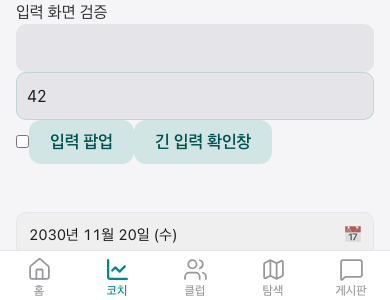 입력 화면 검증
42
입력 팝업 긴 입력 확인창
2030년 11월 20일 (수)
홈 코치 클럽 탐색 게시판